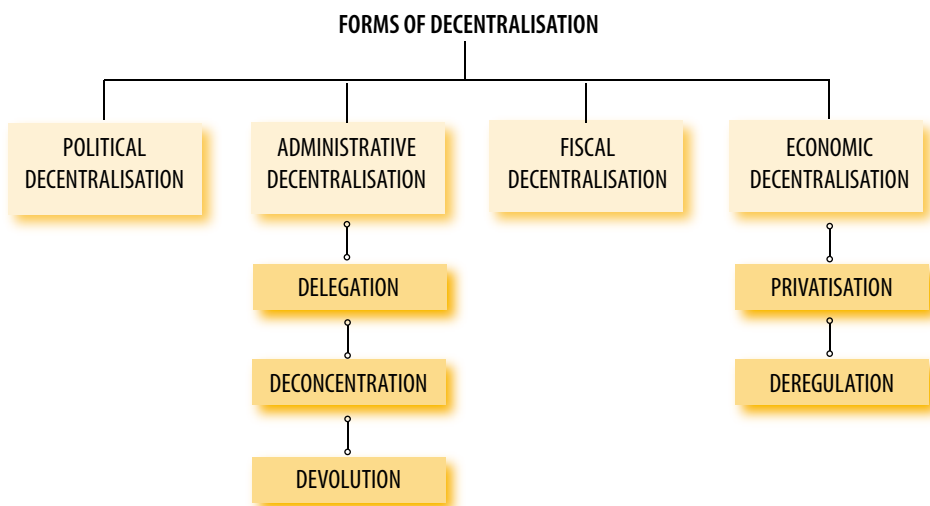 FORMS OF DECENTRALISATION
POLITICAL
DECENTRALISATION
ADMINISTRATIVE
DECENTRALISATION
FISCAL
DECENTRALISATION
ECONOMIC
DECENTRALISATION
DELEGATION
PRIVATISATION
DECONCENTRATION
DEREGULATION
DEVOLUTION